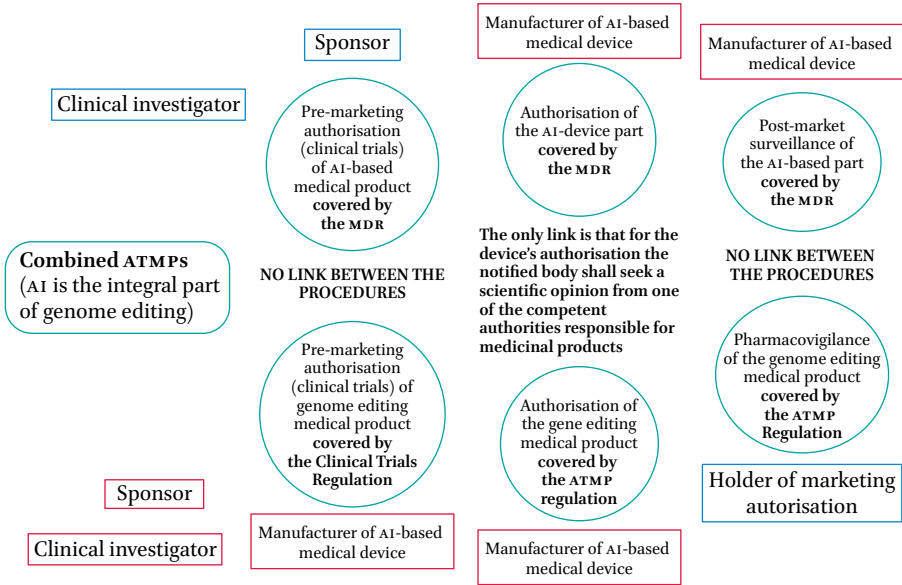 Sponsor
Manufacturer of AI-based
medical device
Manufacturer of AI-based
medical device
Clinical investigator
Pre-marketing
authorisation
(clinical trials)
of AI-based
medical product
covered by
the MDR
Authorisation of
the AI-device part
covered by
the MDR
Post-market
surveillance of
the AI-based part
covered by
the MDR
Combined ATMPs
(AI is the integral part
of genome editing)
NO LINK BETWEEN THE
PROCEDURES
The only link is that for the
device's authorisation the
notified body shall seek a
scientific opinion from one
of the competent
authorities responsible for
medicinal products
NO LINK BETWEEN
THE PROCEDURES
Pre-marketing
authorisation
(clinical trials) of
genome editing
medical product
covered by
the Clinical Trials
Regulation
Authorisation of
the gene editing
medical product
covered by
the ATMP
regulation
Pharmacovigilance
of the genome editing
medical product
covered by
the ATMP
Regulation
Sponsor
Clinical investigator
Manufacturer of AI-based
medical device
Manufacturer of AI-based
medical device
Holder of marketing
autorisation